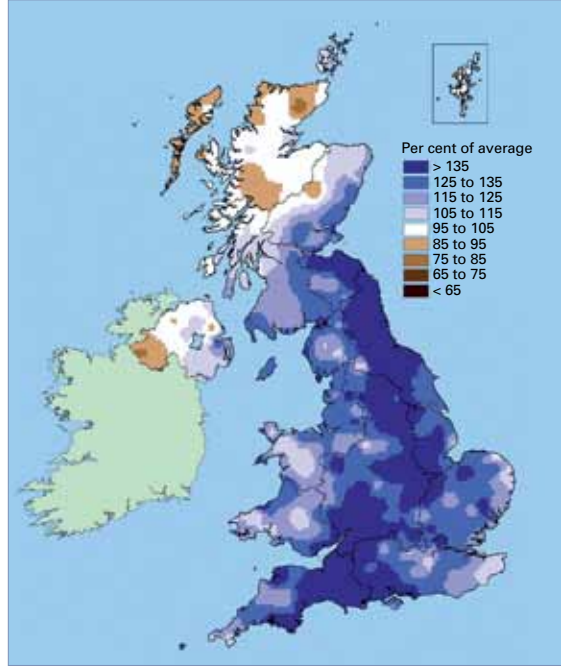 Per cent of average
> 135
125 to 135
115 to 125
105 to 115
95 to 105
85 to 95
75 to 85
65 to 75
< 65